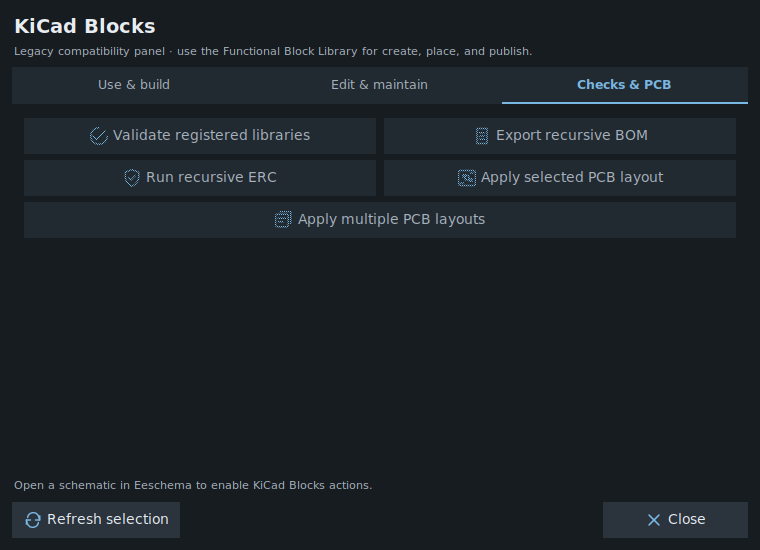 KiCad Blocks
Legacy compatibility panel · use the Functional Block Library for create, place, and publish.
Use & build
Edit & maintain
Checks & PCB
Validate registered libraries
Export recursive BOM
Run recursive ERC
Apply selected PCB layout
Apply multiple PCB layouts
Open a schematic in Eeschema to enable KiCad Blocks actions.
Refresh selection
Close